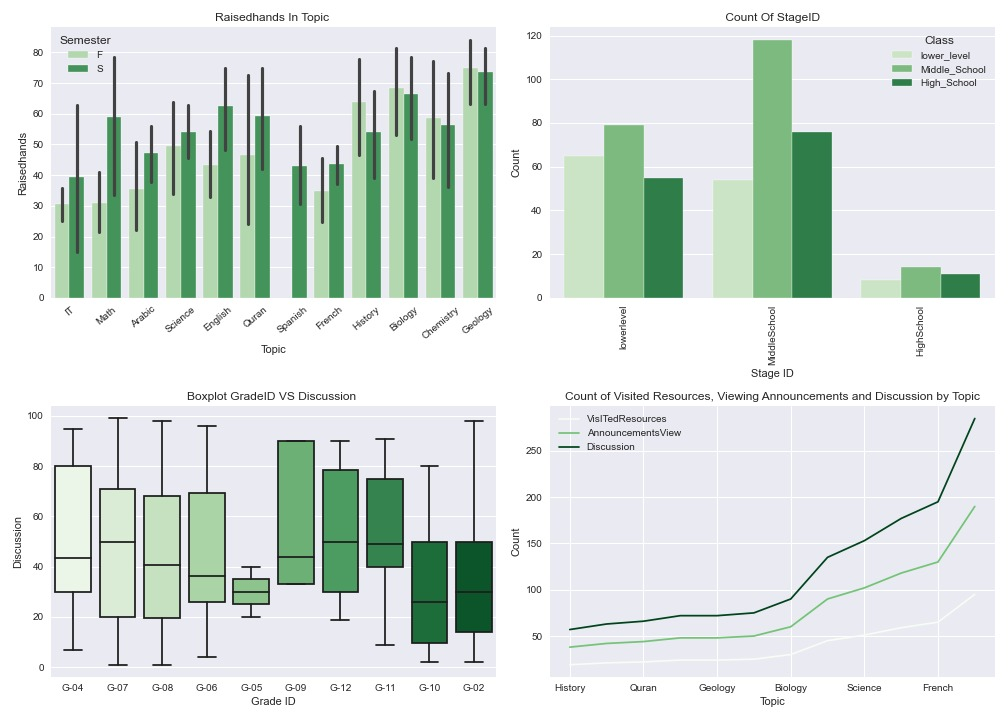 Raisedhands In Topic
Semester
F
S
Raisedhands
80
70
60
50
40
30
20
10
0
IT
Math
Arabic
Science
English
Quran
Spanish
French
History
Biology
Chemistry
Geology
Topic
Count Of StageID
Class
lower_level
Middle_School
High_School
Count
120
100
80
60
40
20
0
lowerlevel
MiddleSchool
HighSchool
Stage ID
Boxplot GradeID VS Discussion
Discussion
100
80
60
40
20
0
G-04
G-07
G-08
G-06
G-05
G-09
G-12
G-11
G-10
G-02
Grade ID
Count of Visited Resources, Viewing Announcements and Discussion by Topic
VisITedResources
AnnouncementsView
Discussion
Count
250
200
150
100
50
History
Quran
Geology
Biology
Science
French
Topic